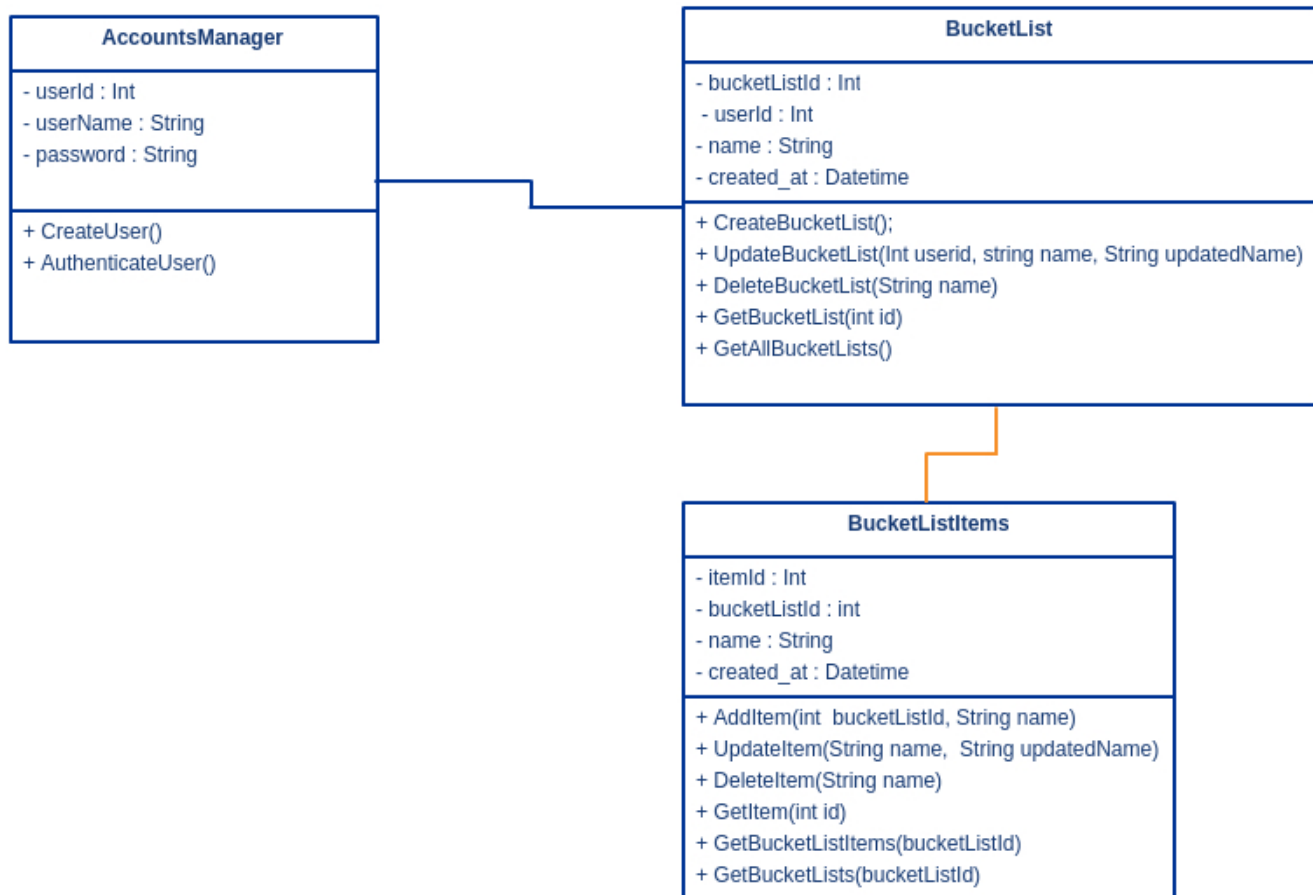 AccountsManager
- userId : Int
- userName : String
- password : String
+ CreateUser()
+ AuthenticateUser()
BucketList
- bucketListId : Int
- userId : Int
- name : String
- created_at : Datetime
+ CreateBucketList();
+ UpdateBucketList(Int userid, string name, String updatedName)
+ DeleteBucketList(String name)
+ GetBucketList(int id)
+ GetAllBucketLists()
BucketListItems
- itemId : Int
- bucketListId : int
- name : String
- created_at : Datetime
+ AddItem(int  bucketListId, String name)
+ UpdateItem(String name,  String updatedName)
+ DeleteItem(String name)
+ GetItem(int id)
+ GetBucketListItems(bucketListId)
+ GetBucketLists(bucketListId)